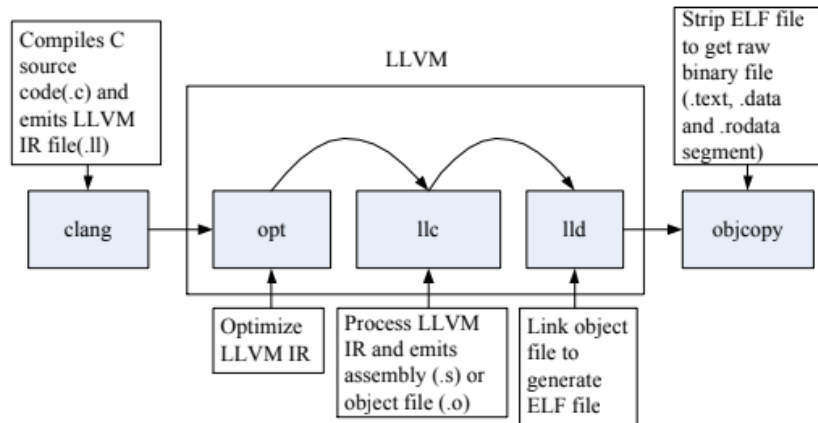 Compiles C
source
code(.c) and
emits LLVM
IR file(.ll)
LLVM
Strip ELF file
to get raw
binary file
(.text, .data
and .rodata
segment)
clang
opt
llc
lld
objcopy
Optimize
LLVM IR
Process LLVM
IR and emits
assembly (.s) or
object file (.o)
Link object
file to
generate
ELF file